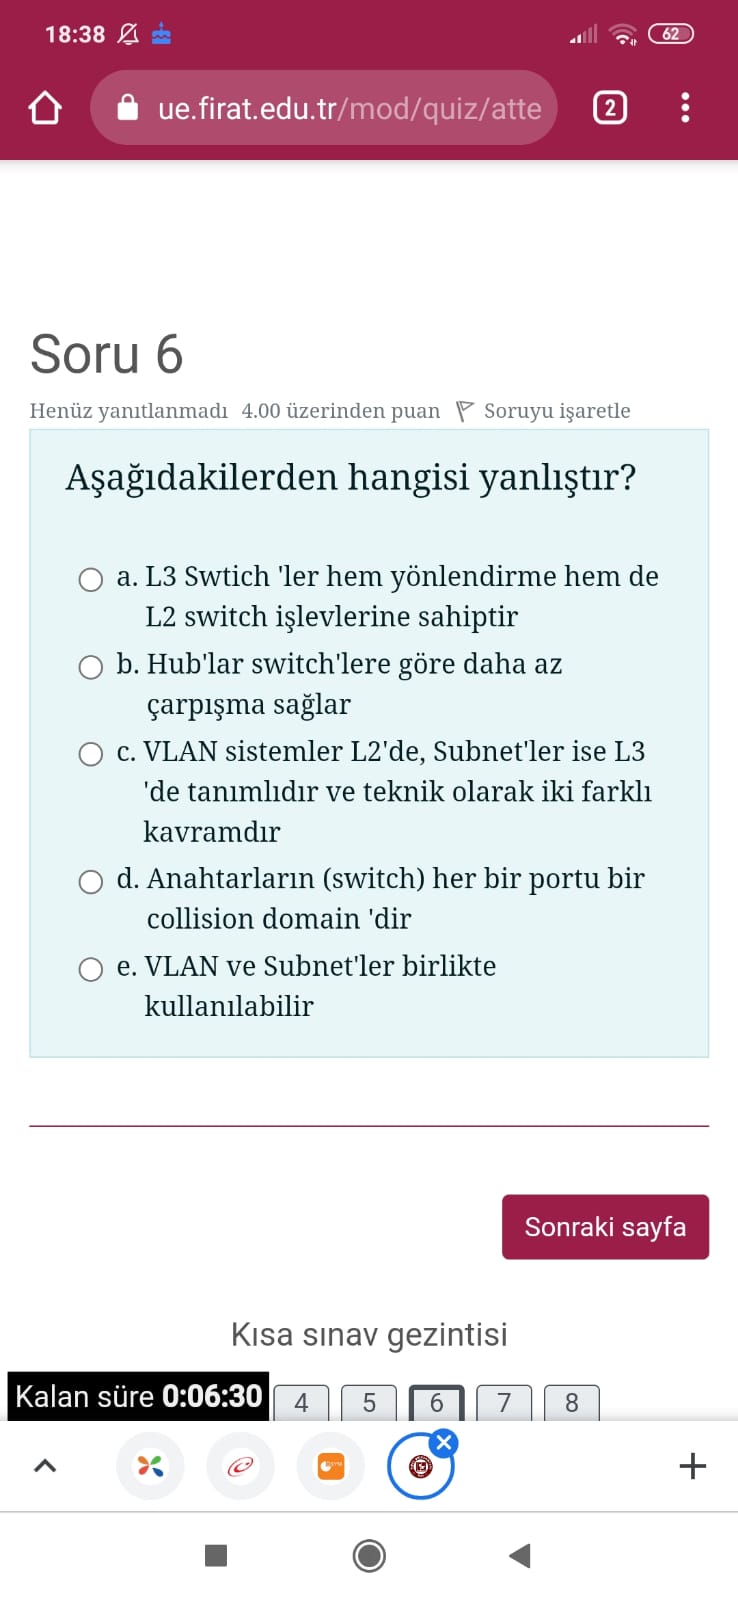 18:38
62
ue.firat.edu.tr/mod/quiz/atte
2
Soru 6
Henüz yanıtlanmadı 4.00 üzerinden puan Soruyu işaretle
Aşağıdakilerden hangisi yanlıştır?
a. L3 Swtich 'ler hem yönlendirme hem de
L2 switch işlevlerine sahiptir
b. Hub'lar switch'lere göre daha az
çarpışma sağlar
c. VLAN sistemler L2'de, Subnet'ler ise L3
'de tanımlıdır ve teknik olarak iki farklı
kavramdır
d. Anahtarların (switch) her bir portu bir
collision domain 'dir
e. VLAN ve Subnet'ler birlikte
kullanılabilir
Sonraki sayfa
Kısa sınav gezintisi
Kalan süre 0:06:30
4 5 6 7 8